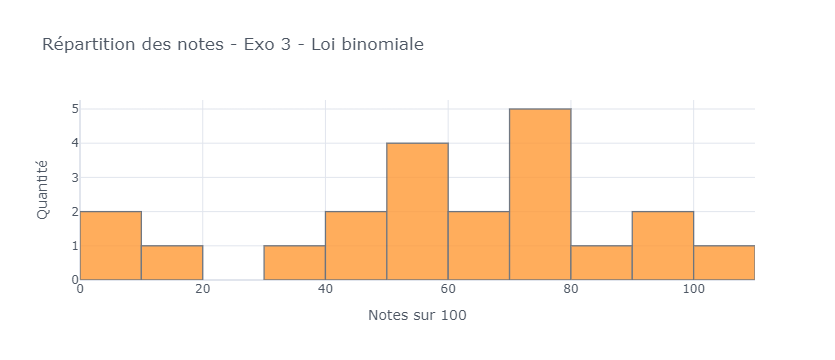 Répartition des notes - Exo 3 - Loi binomiale
5
4
3
2
1
0
Quantité
0 20 40 60 80 100
Notes sur 100